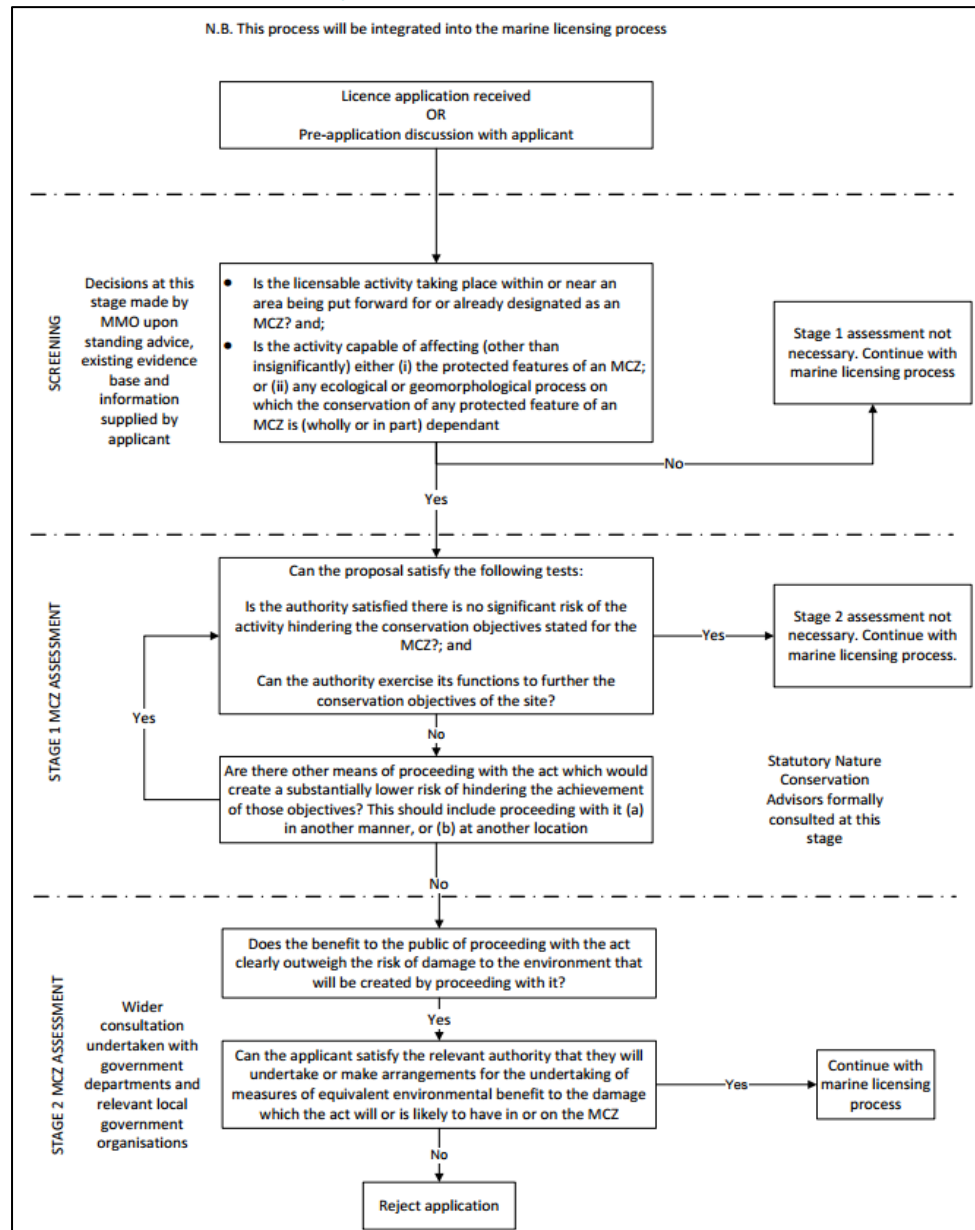 N.B. This process will be integrated into the marine licensing process
Licence application received
OR
Pre-application discussion with applicant
SCREENING
Decisions at this
stage made by
MMO upon
standing advice,
existing evidence
base and
information
supplied by
applicant
● Is the licensable activity taking place within or near an
area being put forward for or already designated as an
MCZ? and;
● Is the activity capable of affecting (other than
insignificantly) either (i) the protected features of an MCZ;
or (ii) any ecological or geomorphological process on
which the conservation of any protected feature of an
MCZ is (wholly or in part) dependant
Stage 1 assessment not
necessary. Continue with
marine licensing process
No
Yes
STAGE 1 MCZ ASSESSMENT
Can the proposal satisfy the following tests:
Is the authority satisfied there is no significant risk of the
activity hindering the conservation objectives stated for the
MCZ?; and
Can the authority exercise its functions to further the
conservation objectives of the site?
Yes
Stage 2 assessment not
necessary. Continue with
marine licensing process.
Yes
No
Are there other means of proceeding with the act which would
create a substantially lower risk of hindering the achievement
of those objectives? This should include proceeding with it (a)
in another manner, or (b) at another location
Statutory Nature
Conservation
Advisors formally
consulted at this
stage
No
STAGE 2 MCZ ASSESSMENT
Wider
consultation
undertaken with
government
departments and
relevant local
government
organisations
Does the benefit to the public of proceeding with the act
clearly outweigh the risk of damage to the environment that
will be created by proceeding with it?
Yes
Can the applicant satisfy the relevant authority that they will
undertake or make arrangements for the undertaking of
measures of equivalent environmental benefit to the damage
which the act will or is likely to have in or on the MCZ
Yes
Continue with
marine licensing
process
No
Reject application